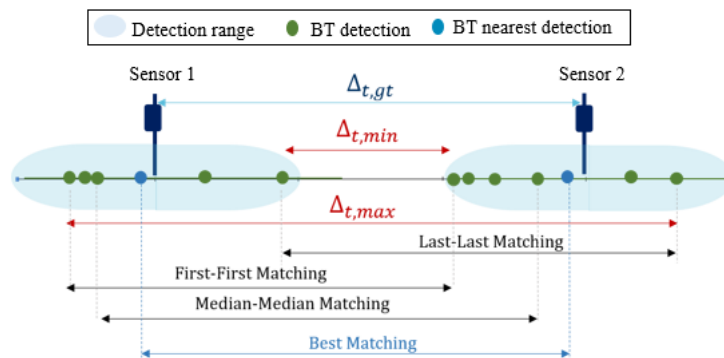 Detection range BT detection BT nearest detection
Sensor 1 Sensor 2
Δt,gt
Δt,min
Δt,max
Last-Last Matching
First-First Matching
Median-Median Matching
Best Matching